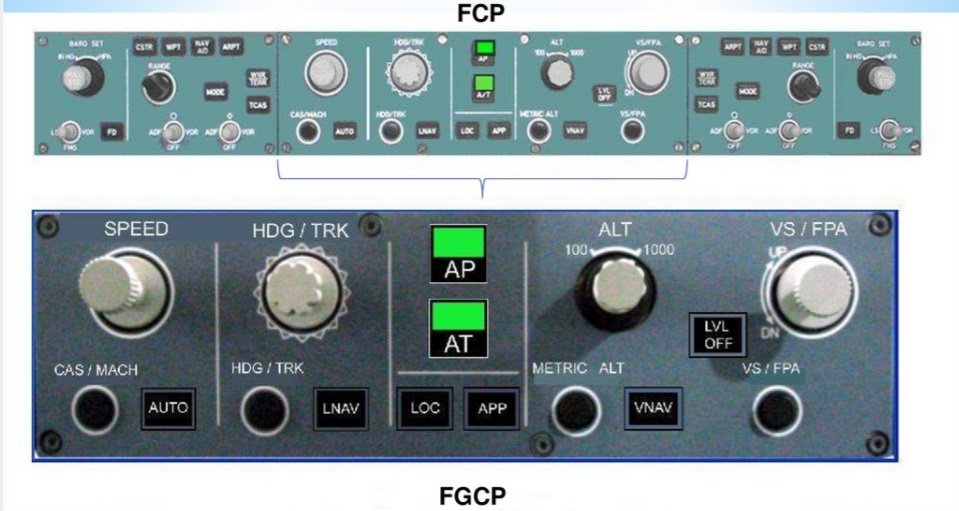 FCP
BARO SET
IN HG
HPA
LS
VOR
FD
CSTR
WPT
NAV
AID
ARPT
RANGE
MODE
WXR
TERR
TCAS
ADF
VOR
OFF
ADF
VOR
OFF
SPEED
CAS/MACH
AUTO
HDG/TRK
HDG/TRK
LNAV
AP
A/T
LOC
APP
ALT
100
1000
METRIC ALT
LVL
OFF
VNAV
VS/FPA
UP
DN
VS/FPA
ARPT
NAV
AID
WPT
CSTR
WXR
TERR
TCAS
MODE
RANGE
ADF
VOR
OFF
ADF
VOR
OFF
BARO SET
IN HG
HPA
FD
LS
VOR
SPEED
CAS / MACH
AUTO
HDG / TRK
HDG / TRK
LNAV
AP
AT
LOC
APP
ALT
100
1000
METRIC ALT
VNAV
LVL
OFF
VS / FPA
UP
DN
VS / FPA
FGCP